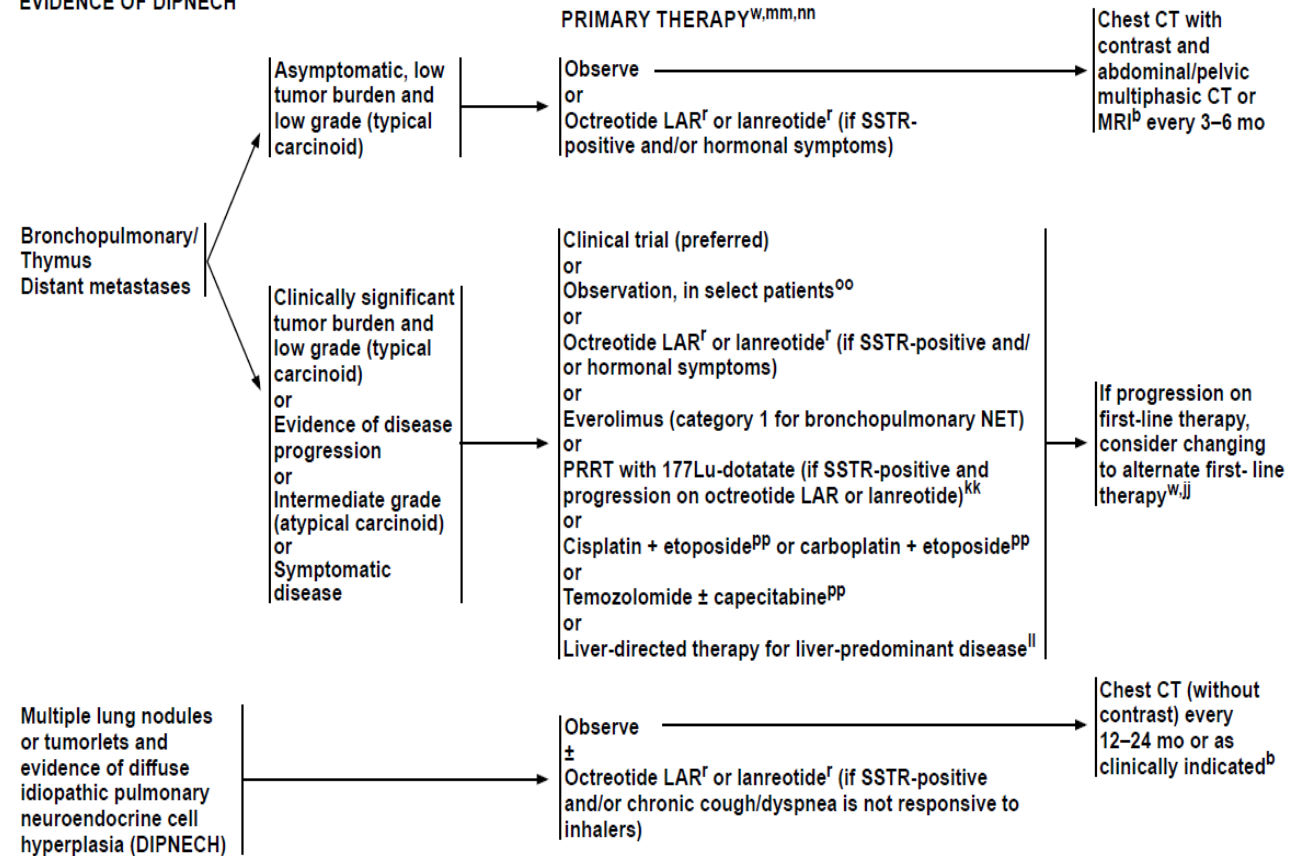 EVIDENCE OF DIPNECH
PRIMARY THERAPYw,mm,nn
Asymptomatic, low
tumor burden and
low grade (typical
carcinoid)
Observe
or
Octreotide LARr or lanreotider (if SSTR-
positive and/or hormonal symptoms)
Chest CT with
contrast and
abdominal/pelvic
multiphasic CT or
MRIb every 3–6 mo
Bronchopulmonary/
Thymus
Distant metastases
Clinically significant
tumor burden and
low grade (typical
carcinoid)
or
Evidence of disease
progression
or
Intermediate grade
(atypical carcinoid)
or
Symptomatic
disease
Clinical trial (preferred)
or
Observation, in select patientsoo
or
Octreotide LARr or lanreotider (if SSTR-positive and/
or hormonal symptoms)
or
Everolimus (category 1 for bronchopulmonary NET)
or
PRRT with 177Lu-dotatate (if SSTR-positive and
progression on octreotide LAR or lanreotide)kk
or
Cisplatin + etoposidepp or carboplatin + etoposidepp
or
Temozolomide ± capecitabinepp
or
Liver-directed therapy for liver-predominant diseasell
If progression on
first-line therapy,
consider changing
to alternate first- line
therapyw,jj
Multiple lung nodules
or tumorlets and
evidence of diffuse
idiopathic pulmonary
neuroendocrine cell
hyperplasia (DIPNECH)
Observe
±
Octreotide LARr or lanreotider (if SSTR-positive
and/or chronic cough/dyspnea is not responsive to
inhalers)
Chest CT (without
contrast) every
12–24 mo or as
clinically indicatedb